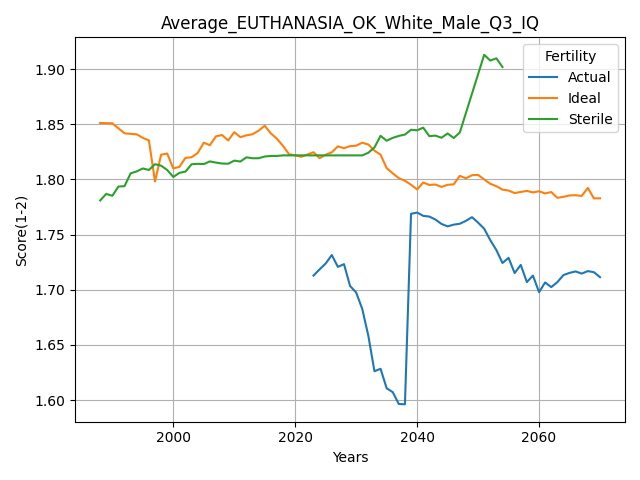 Average_EUTHANASIA_OK_White_Male_Q3_IQ
Fertility
Actual
Ideal
Sterile
Score(1-2)
1.90
1.85
1.80
1.75
1.70
1.65
1.60
2000
2020
2040
2060
Years